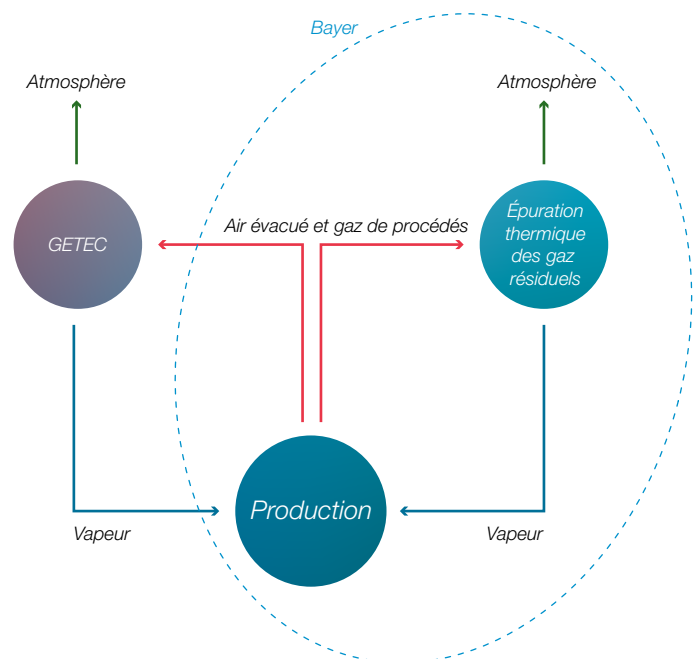 Bayer
Atmosphère
Atmosphère
GETEC
Air évacué et gaz de procédés
Épuration
thermique
des gaz
résiduels
Production
Vapeur
Vapeur